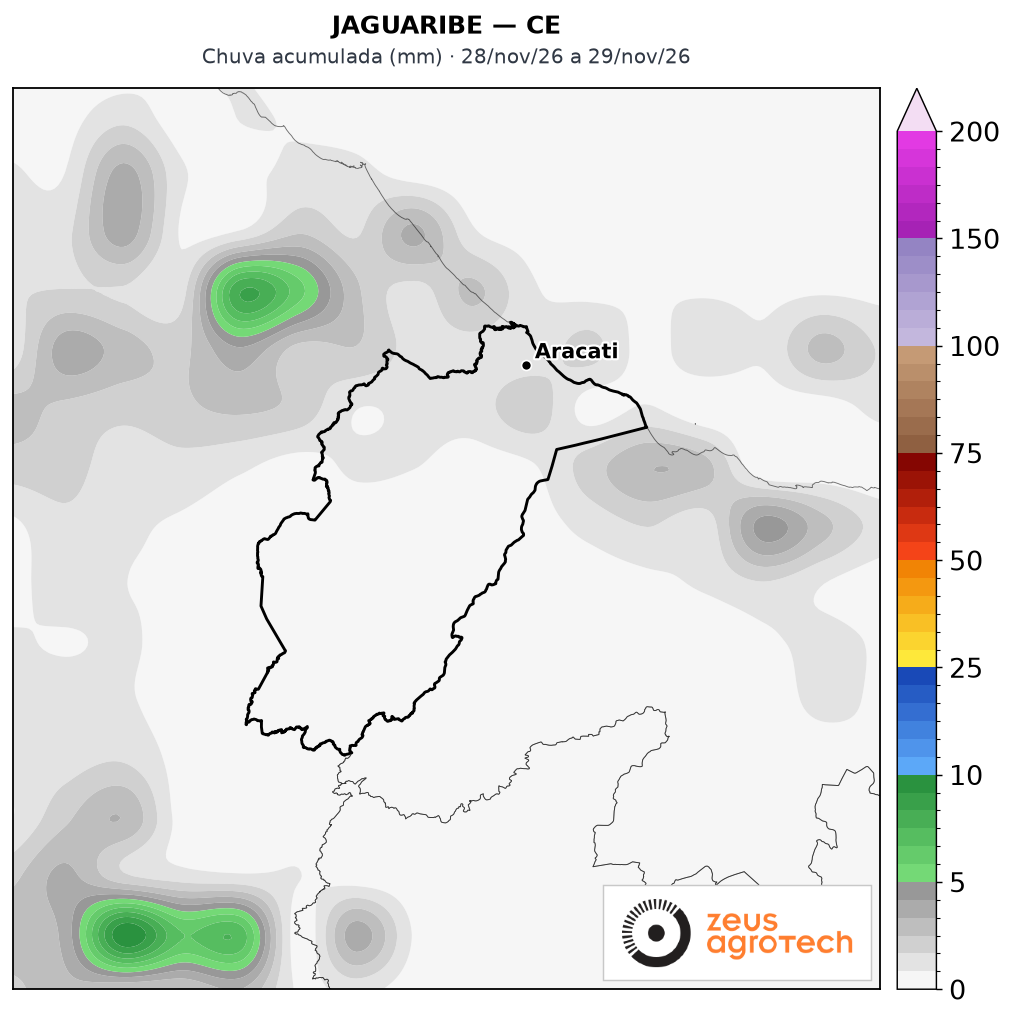 JAGUARIBE — CE
Chuva acumulada (mm) · 28/nov/26 a 29/nov/26
Aracati
200
150
100
75
50
25
10
5
0
zeus
agrotech